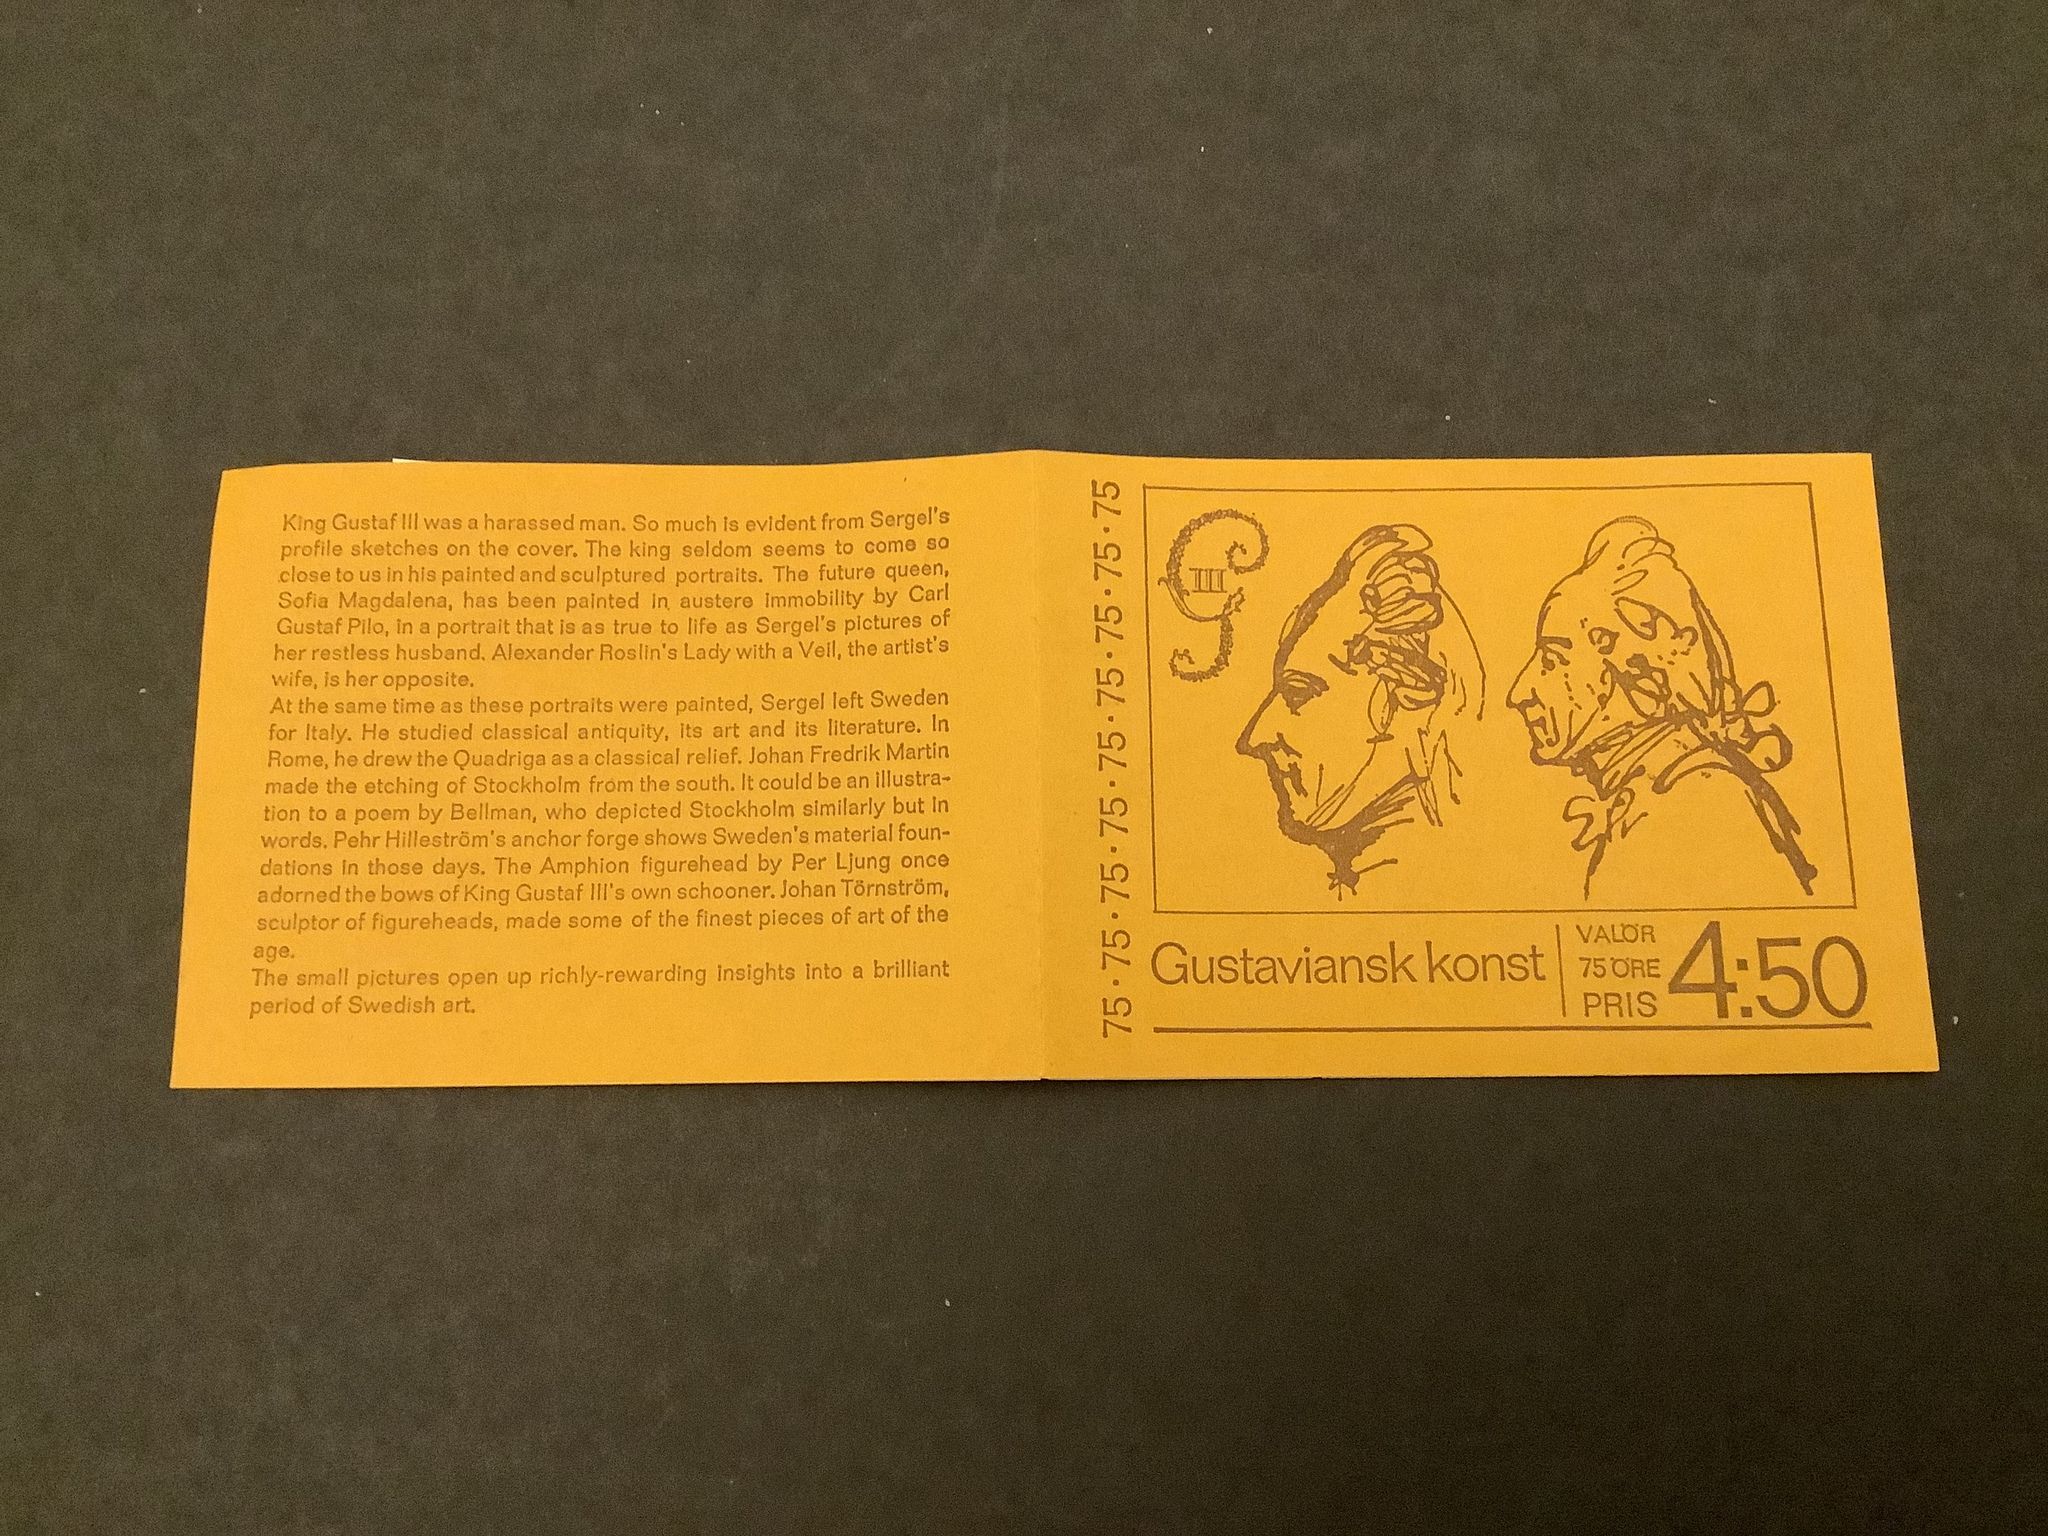 King Gustaf III was a harassed man. So much is evident from Sergel's
profile sketches on the cover. The king seldom seems to come so
close to us in his painted and sculptured portraits. The future queen,
Sofia Magdalena, has been painted in austere immobility by Carl
Gustaf Pilo, in a portrait that is as true to life as Sergel's pictures of
her restless husband. Alexander Roslin's Lady with a Veil, the artist's
wife, is her opposite.
At the same time as these portraits were painted, Sergel left Sweden
for Italy. He studied classical antiquity, its art and its literature. In
Rome, he drew the Quadriga as a classical relief. Johan Fredrik Martin
made the etching of Stockholm from the south. It could be an illustra-
tion to a poem by Bellman, who depicted Stockholm similarly but in
words. Pehr Hilleström's anchor forge shows Sweden's material foun-
dations in those days. The Amphion figurehead by Per Ljung once
adorned the bows of King Gustaf III's own schooner. Johan Törnström,
sculptor of figureheads, made some of the finest pieces of art of the
age.
The small pictures open up richly-rewarding insights into a brilliant
period of Swedish art.
75·75·75·75·75·75·75·75·75
G III
Gustaviansk konst
VALÖR
75 ÖRE
PRIS
4:50